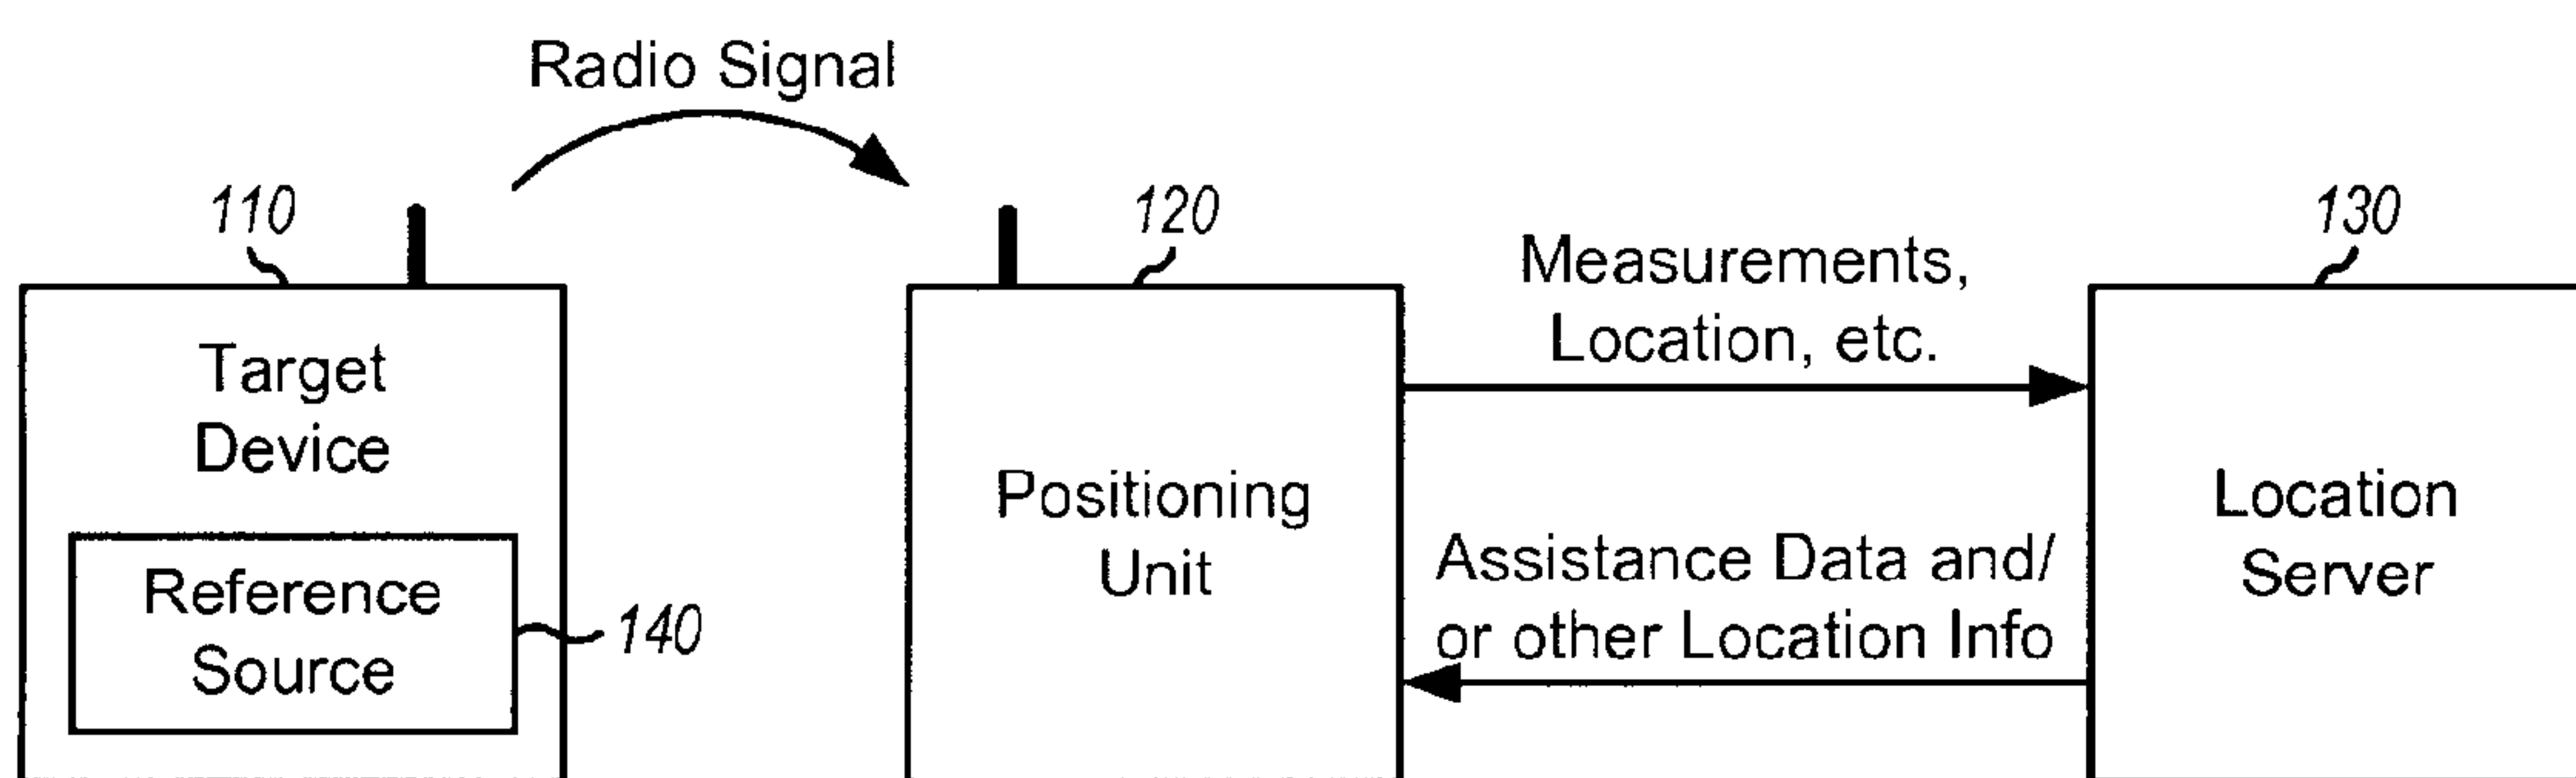 Radio Signal
110
120
130
Target
Device
Reference
Source
140
Positioning
Unit
Measurements,
Location, etc.
Assistance Data and/
or other Location Info
Location
Server